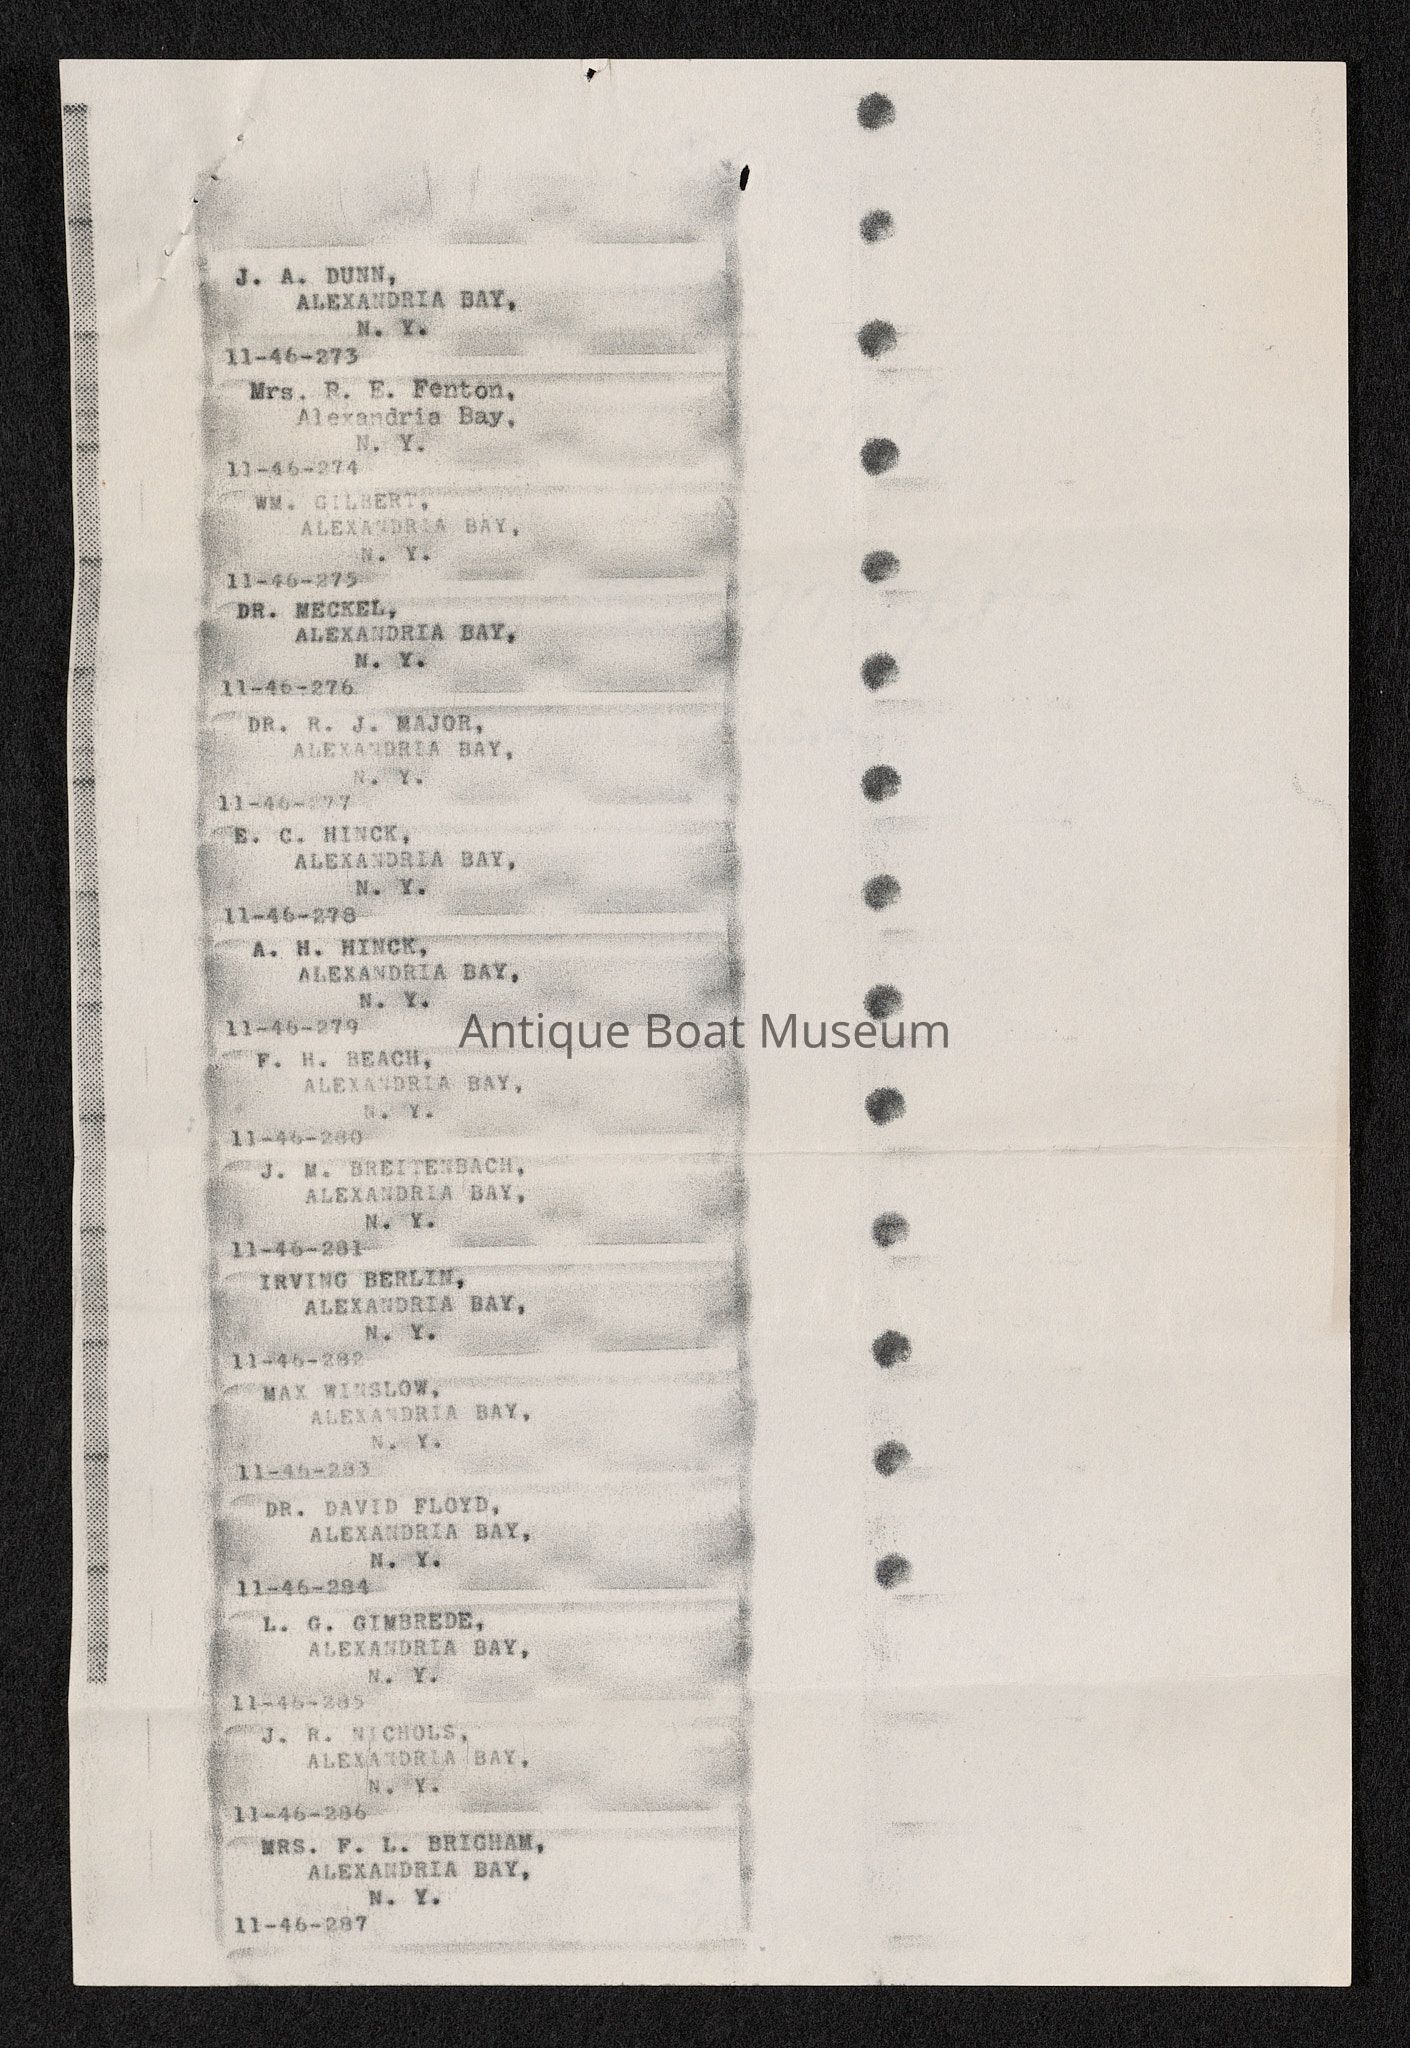 J. A. DUNN,
ALEXANDRIA BAY,
N. Y.
11-46-273
Mrs. R. E. Fenton,
Alexandria Bay,
N. Y.
11-46-274
WM. GILBERT,
ALEXANDRIA BAY,
N. Y.
11-46-275
DR. MECKEL,
ALEXANDRIA BAY,
N. Y.
11-46-276
DR. R. J. MAJOR,
ALEXANDRIA BAY,
N. Y.
11-46-277
E. C. HINCK,
ALEXANDRIA BAY,
N. Y.
11-46-278
A. H. HINCK,
ALEXANDRIA BAY,
N. Y.
11-46-279
Antique Boat Museum
F. H. BEACH,
ALEXANDRIA BAY,
N. Y.
11-46-280
J. M. BREITENBACH,
ALEXANDRIA BAY,
N. Y.
11-46-281
IRVING BERLIN,
ALEXANDRIA BAY,
N. Y.
11-46-282
MAX WINSLOW,
ALEXANDRIA BAY,
N. Y.
11-46-283
DR. DAVID FLOYD,
ALEXANDRIA BAY,
N. Y.
11-46-284
L. G. GIMBREDE,
ALEXANDRIA BAY,
N. Y.
11-46-285
J. R. NICHOLS,
ALEXANDRIA BAY,
N. Y.
11-46-286
MRS. F. L. BRIGHAM,
ALEXANDRIA BAY,
N. Y.
11-46-287